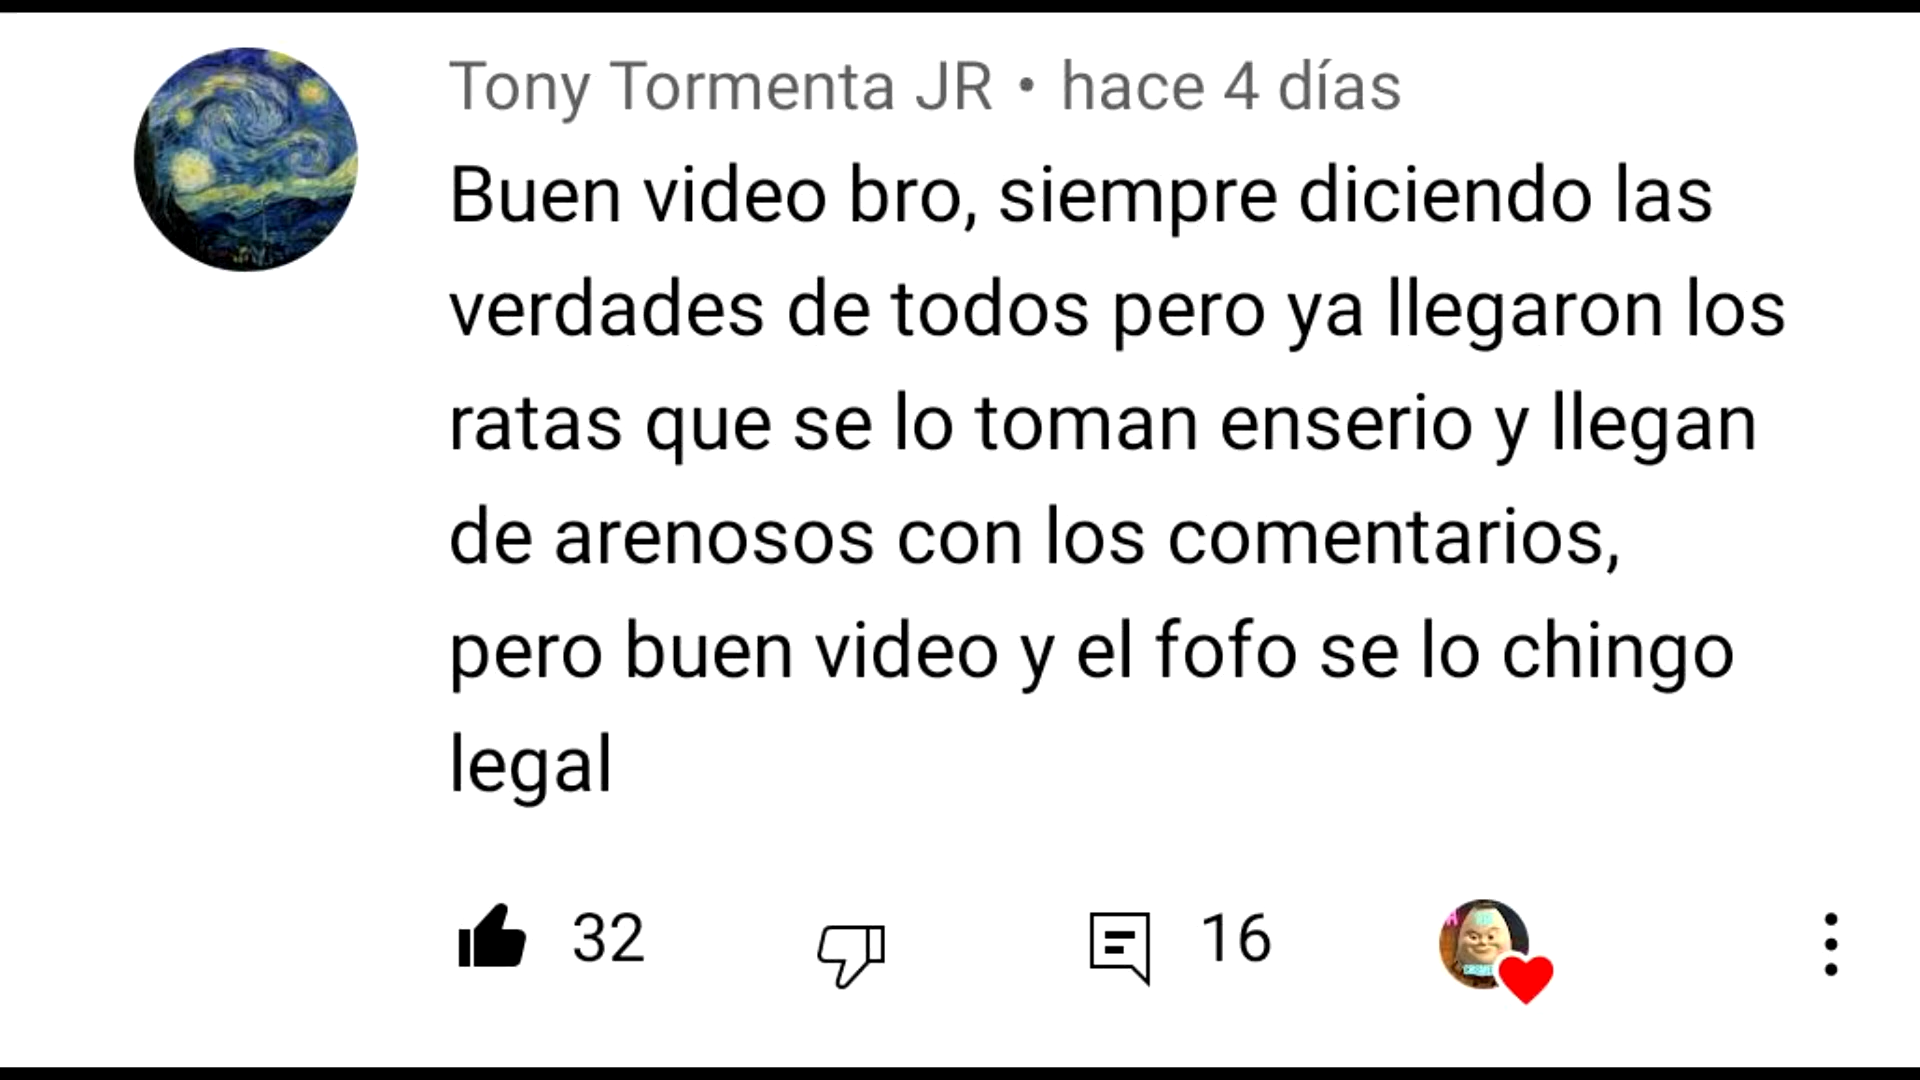 Tony Tormenta JR • hace 4 días
Buen video bro, siempre diciendo las
verdades de todos pero ya llegaron los
ratas que se lo toman enserio y llegan
de arenosos con los comentarios,
pero buen video y el fofo se lo chingo
legal
32 16